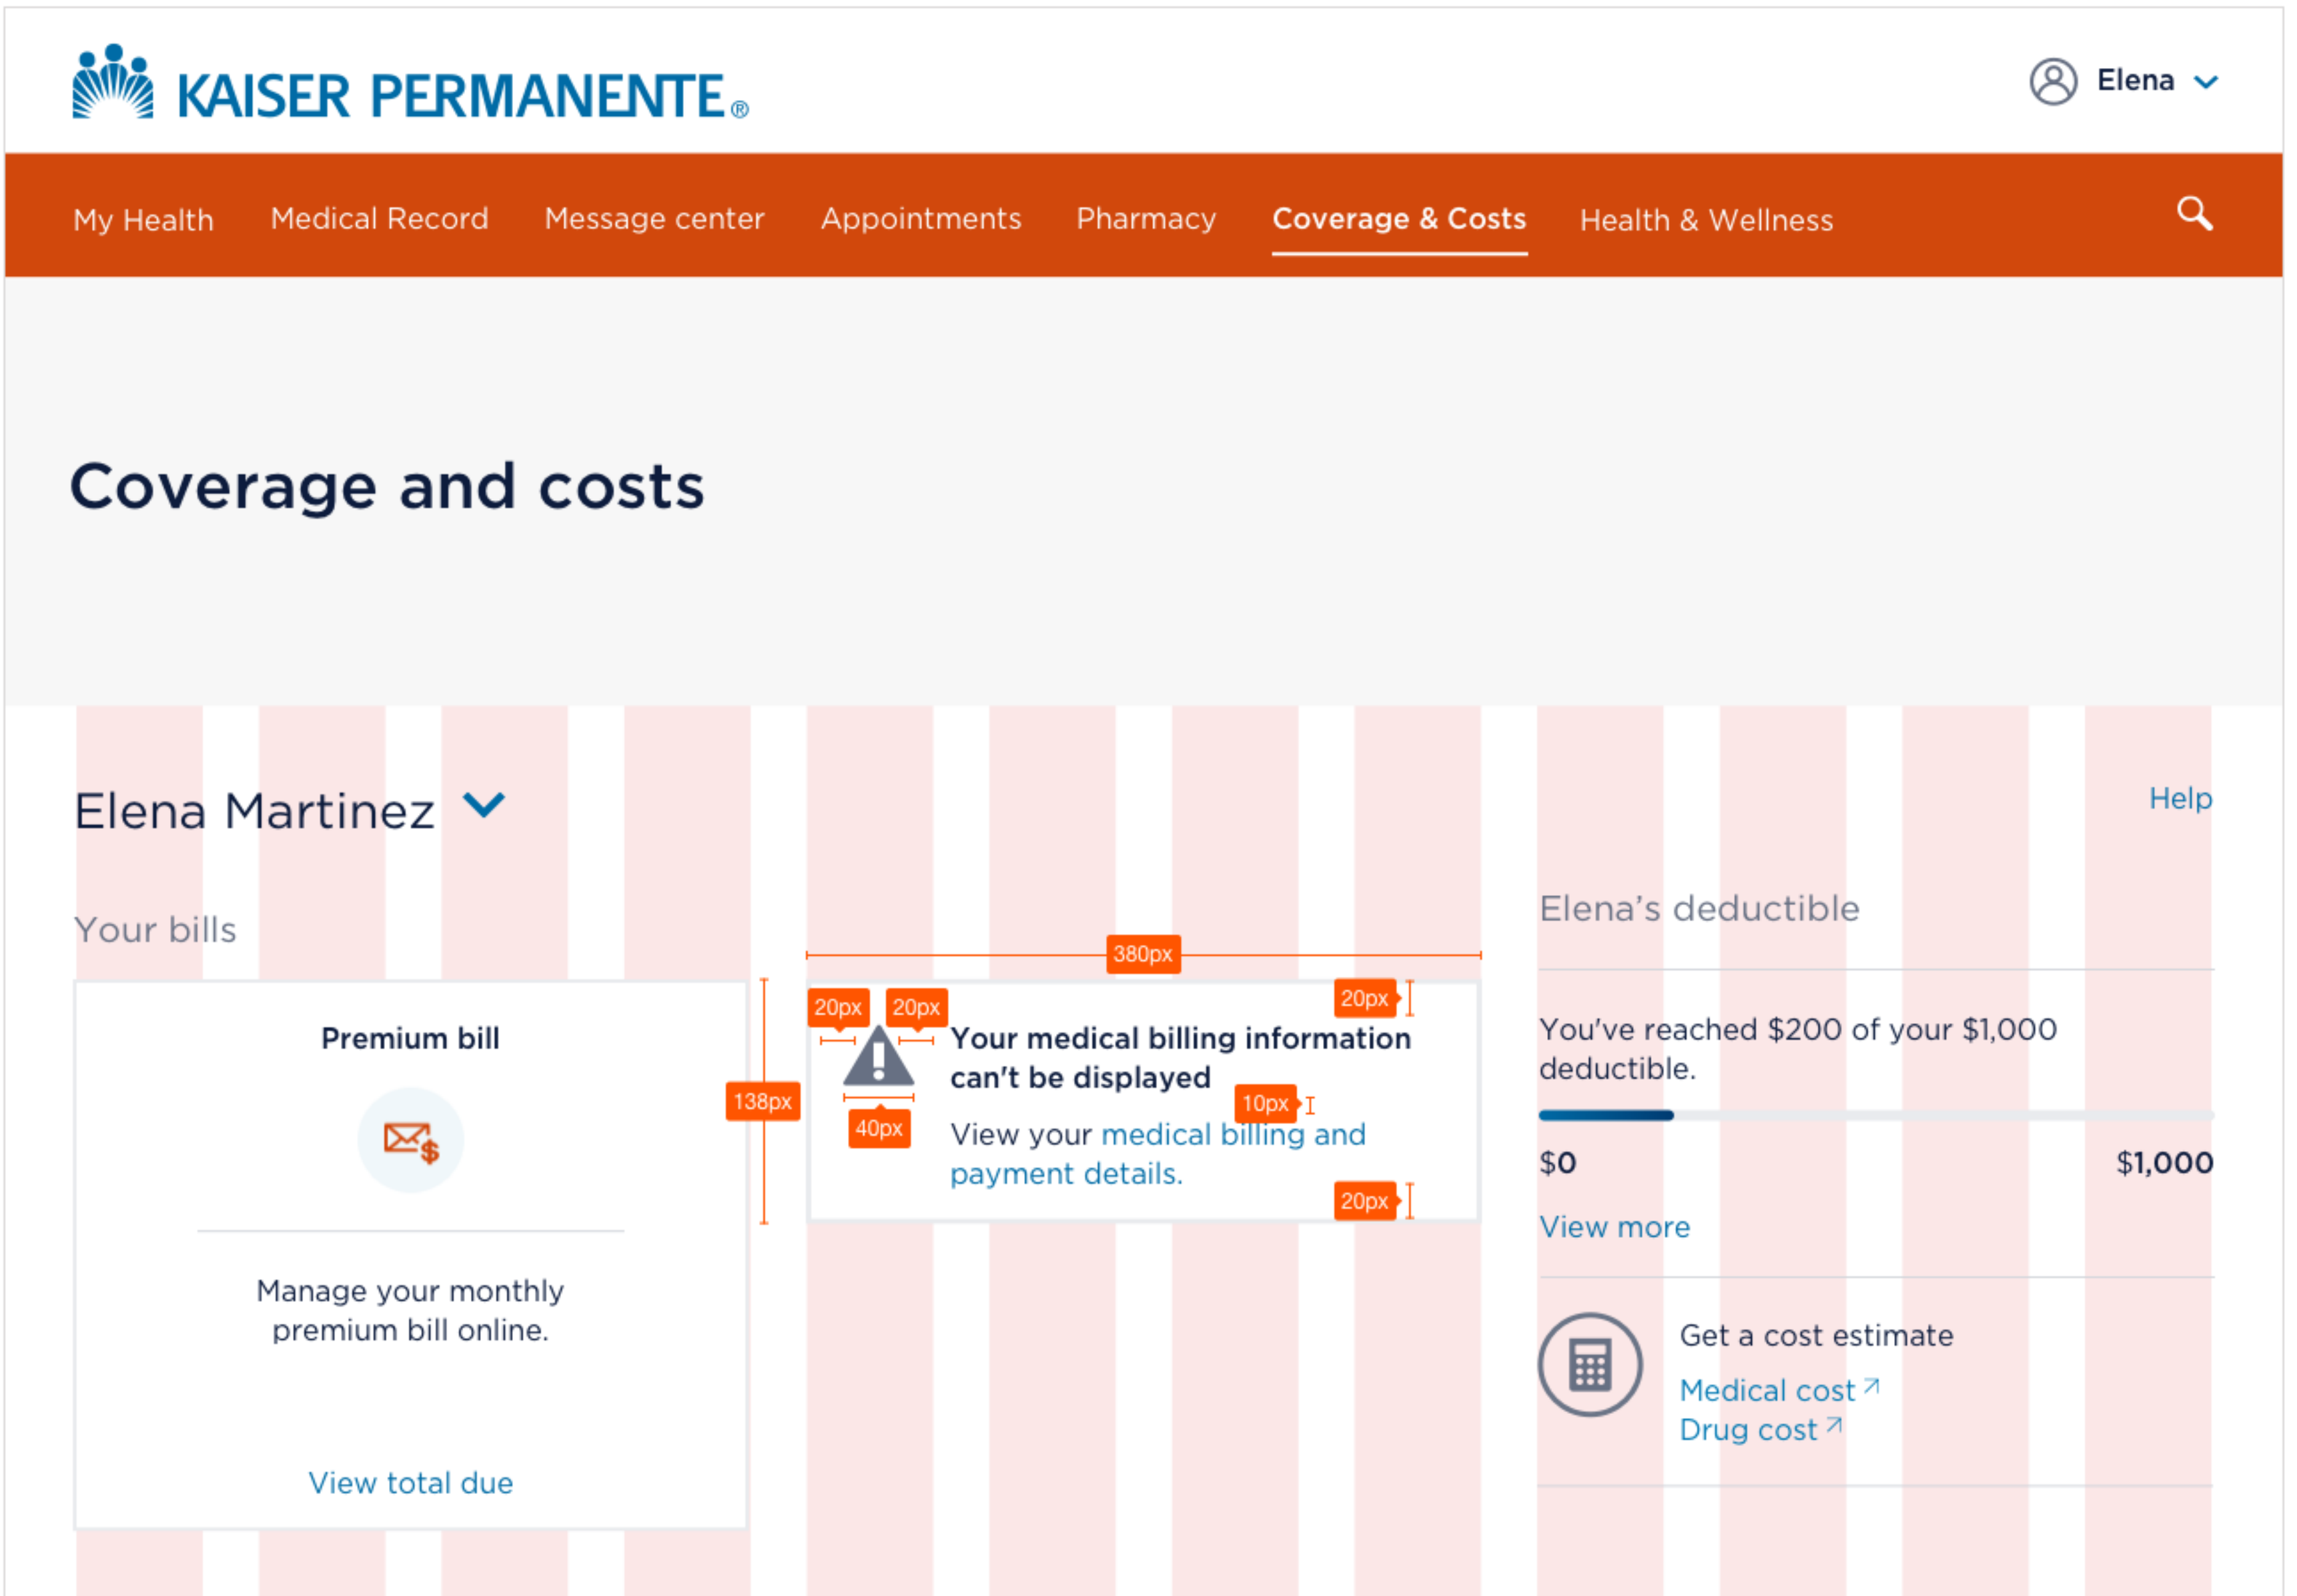 KAISER PERMANENTE®
Elena
My Health
Medical Record
Message center
Appointments
Pharmacy
Coverage & Costs
Health & Wellness
Coverage and costs
Elena Martinez
Help
Your bills
Premium bill
Manage your monthly
premium bill online.
View total due
138px
380px
20px
20px
20px
Your medical billing information
can't be displayed
40px
10px
View your medical billing and
payment details.
20px
Elena’s deductible
You've reached $200 of your $1,000
deductible.
$0
$1,000
View more
Get a cost estimate
Medical cost
Drug cost